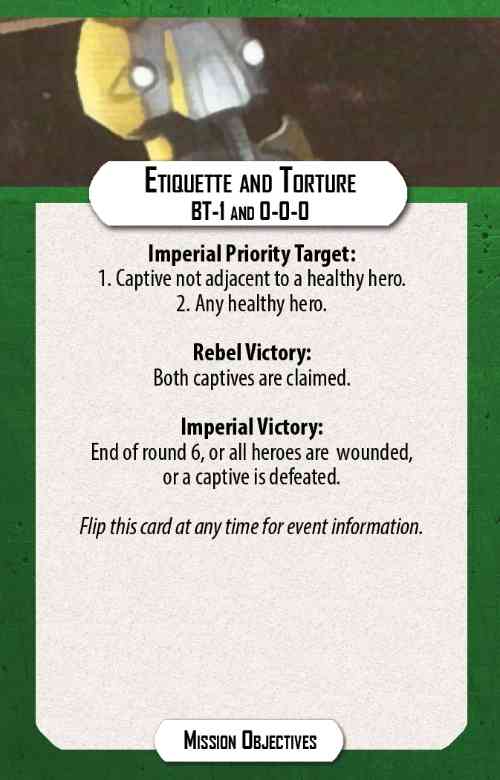 Etiquette and Torture
BT-1 and 0-0-0
Imperial Priority Target:
1. Captive not adjacent to a healthy hero.
2. Any healthy hero.
Rebel Victory:
Both captives are claimed.
Imperial Victory:
End of round 6, or all heroes are wounded,
or a captive is defeated.
Flip this card at any time for event information.
Mission Objectives